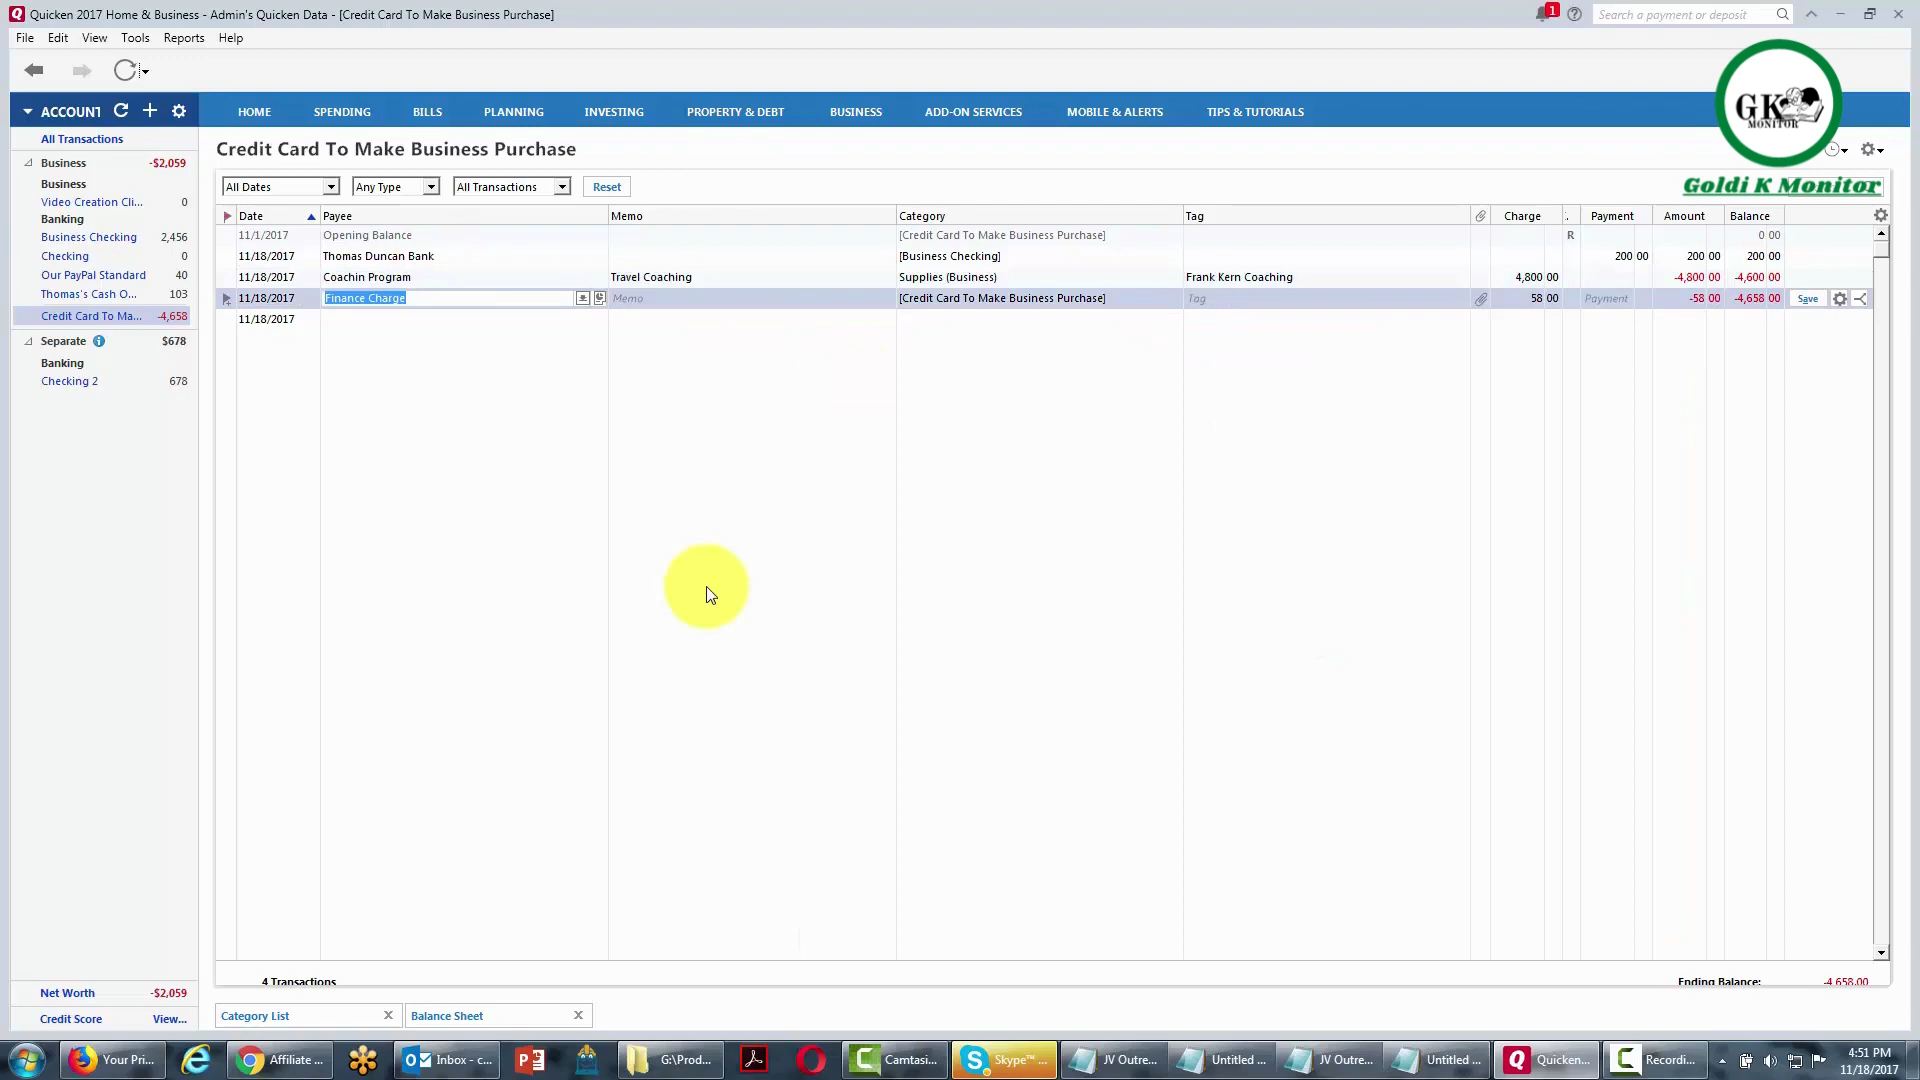 Quicken 2017 Home & Business - Admin's Quicken Data - [Credit Card To Make Business Purchase]
1
Search a payment or deposit
File Edit View Tools Reports Help
GK
MONITOR
ACCOUNT
HOME SPENDING BILLS PLANNING INVESTING PROPERTY & DEBT BUSINESS ADD-ON SERVICES MOBILE & ALERTS TIPS & TUTORIALS
All Transactions
Credit Card To Make Business Purchase
Business -$2,059
Business
Video Creation Cli... 0
Banking
Business Checking 2,456
Checking 0
Our PayPal Standard 40
Thomas's Cash O... 103
Credit Card To Ma... -4,658
Separate $678
Banking
Checking 2 678
All Dates Any Type All Transactions Reset
Goldi K Monitor
Date Payee Memo Category Tag Charge Payment Amount Balance
11/1/2017 Opening Balance [Credit Card To Make Business Purchase] R 0 00
11/18/2017 Thomas Duncan Bank [Business Checking] 200 00 200 00 200 00
11/18/2017 Coachin Program Travel Coaching Supplies (Business) Frank Kern Coaching 4,800 00 -4,800 00 -4,600 00
11/18/2017 Finance Charge Memo [Credit Card To Make Business Purchase] Tag 58 00 Payment -58 00 -4,658 00 Save
11/18/2017
4 Transactions Ending Balance: -4,658.00
Net Worth -$2,059
Credit Score View...
Category List Balance Sheet
Your Pri... Affiliate ... Inbox - c... G:\Prod... Camtasi... Skype™ ... JV Outre... Untitled ... JV Outre... Untitled ... Quicken... Recordi...
4:51 PM
11/18/2017